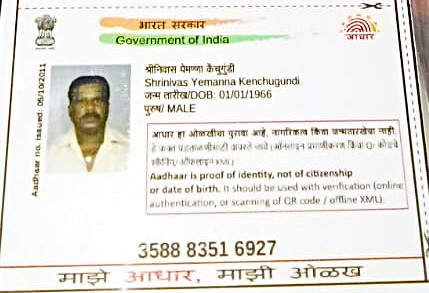 भारत सरकार
Government of India
आधार
Aadhaar no. issued: 05/10/2011
श्रीनिवास येमण्णा केंचुगुंडी
Shrinivas Yemanna Kenchugundi
जन्म तारीख/DOB: 01/01/1966
पुरुष/ MALE
आधार हा ओळखीचा पुरावा आहे, नागरिकत्व किंवा जन्मतारखेचा नाही.
हे फक्त पडताळणीसाठी वापरले जावे (ऑनलाइन प्रमाणीकरण किंवा QR कोडचे
स्कॅनिंग/ ऑफलाइन XML).
Aadhaar is proof of identity, not of citizenship
or date of birth. It should be used with verification (online
authentication, or scanning of QR code / offline XML).
3588 8351 6927
माझे आधार, माझी ओळख